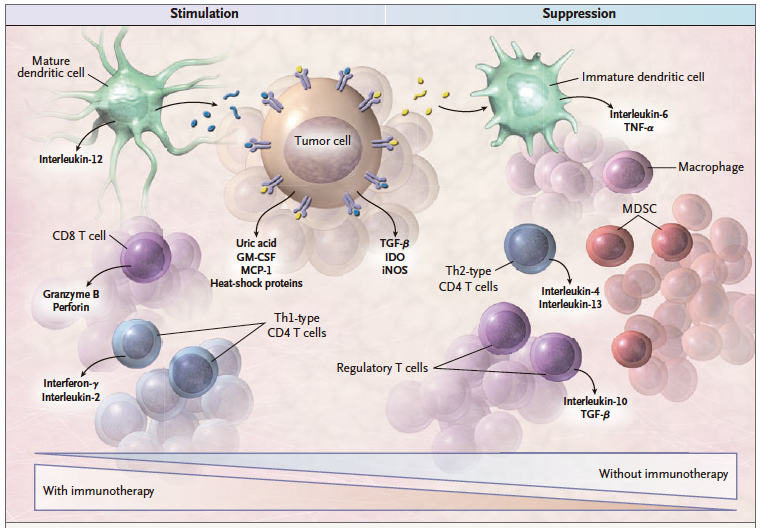 Stimulation
Suppression
Mature
dendritic cell
Interleukin-12
Tumor cell
Immature dendritic cell
Interleukin-6
TNF-α
Macrophage
MDSC
CD8 T cell
Granzyme B
Perforin
Uric acid
GM-CSF
MCP-1
Heat-shock proteins
TGF-β
IDO
iNOS
Th2-type
CD4 T cells
Interleukin-4
Interleukin-13
Th1-type
CD4 T cells
Interferon-γ
Interleukin-2
Regulatory T cells
Interleukin-10
TGF-β
Without immunotherapy
With immunotherapy